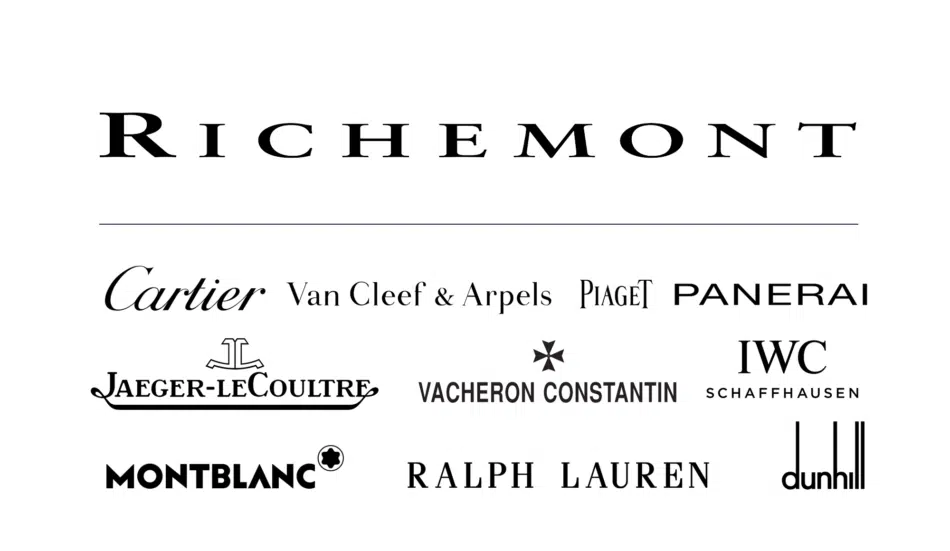 RICHEMONT
Cartier Van Cleef & Arpels PIAGET PANERAI
JAEGER-LECOULTRE VACHERON CONSTANTIN IWC
SCHAFFHAUSEN
MONTBLANC RALPH LAUREN dunhill